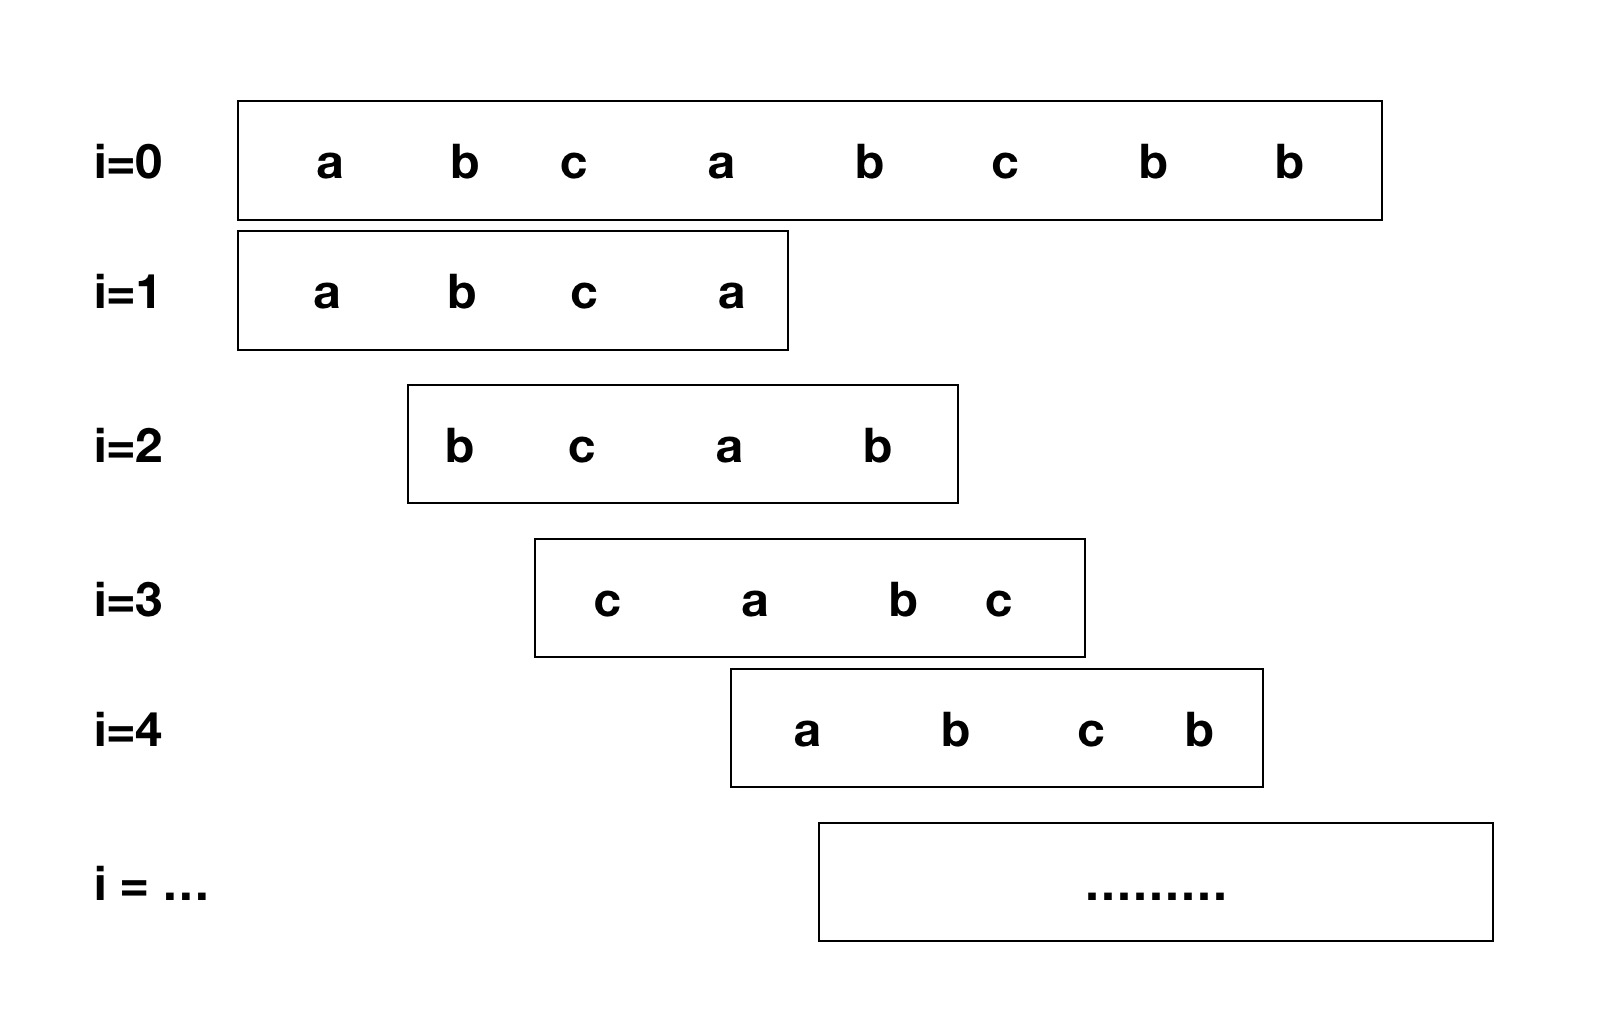 i=0 a b c a b c b b
i=1 a b c a
i=2 b c a b
i=3 c a b c
i=4 a b c b
i = ... .........